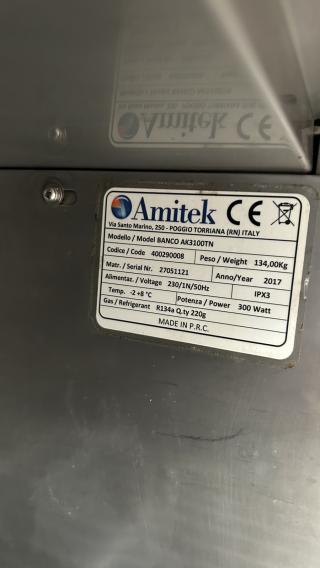 Amitek CE
Via Santo Marino, 250 - POGGIO TORRIANA (RN) ITALY
Modello / Model BANCO AK3100TN
Codice / Code 400290008 Peso / Weight 134,00Kg
Matr. / Serial Nr. 27051121 Anno/Year 2017
Alimentaz. / Voltage 230/1N/50Hz IPX3
Temp. -2 +8 °C Potenza / Power 300 Watt
Gas / Refrigerant R134a Q.ty 220g
MADE IN P.R.C.